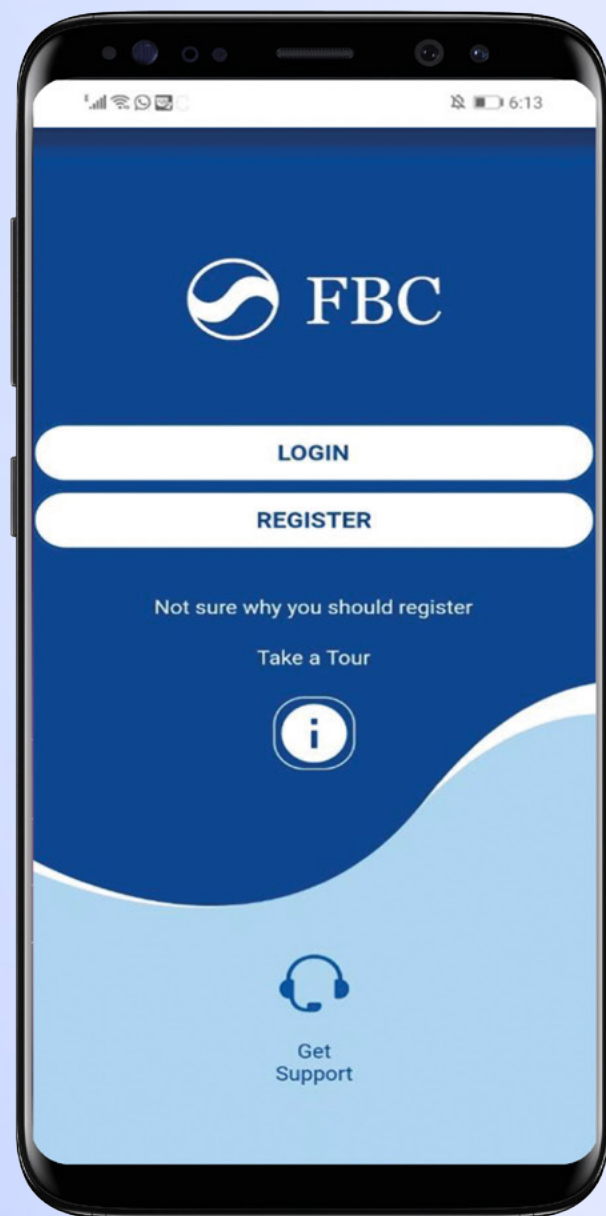 6:13
FBC
LOGIN
REGISTER
Not sure why you should register
Take a Tour
i
Get
Support